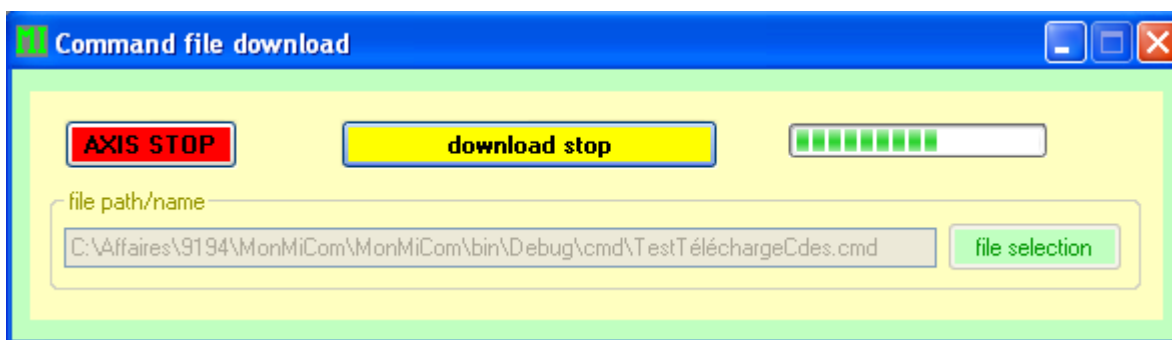 MI Command file download
AXIS STOP
download stop
file path/name
C:\Affaires\9194\MonMiCom\MonMiCom\bin\Debug\cmd\TestTéléchargeCdes.cmd
file selection